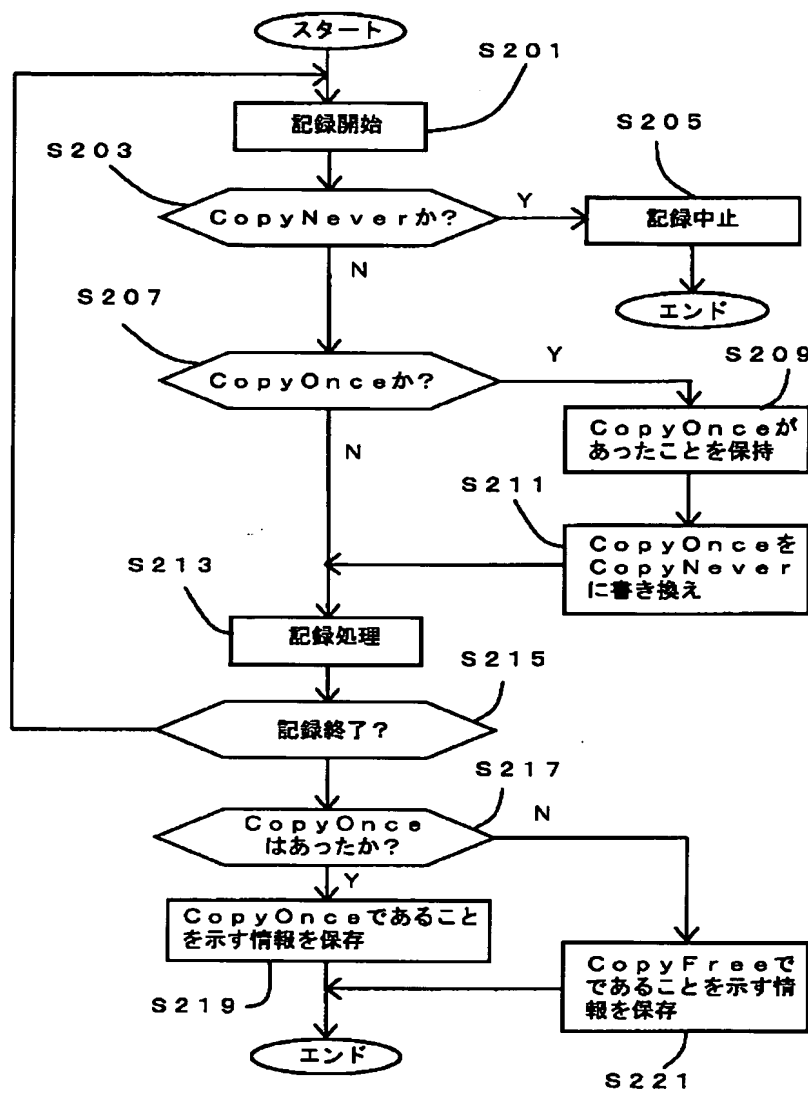 スタート
S201
記録開始
S205
S203
CopyNeverか?
Y
記録中止
N
エンド
S207
Y
S209
CopyOnceか?
CopyOnceが
あったことを保持
N
S211
CopyOnceを
CopyNever
に書き換え
S213
記録処理
S215
記録終了?
S217
CopyOnce
はあったか?
N
Y
CopyOnceであること
を示す情報を保存
CopyFreeで
であることを示す情
報を保存
S219
エンド
S221